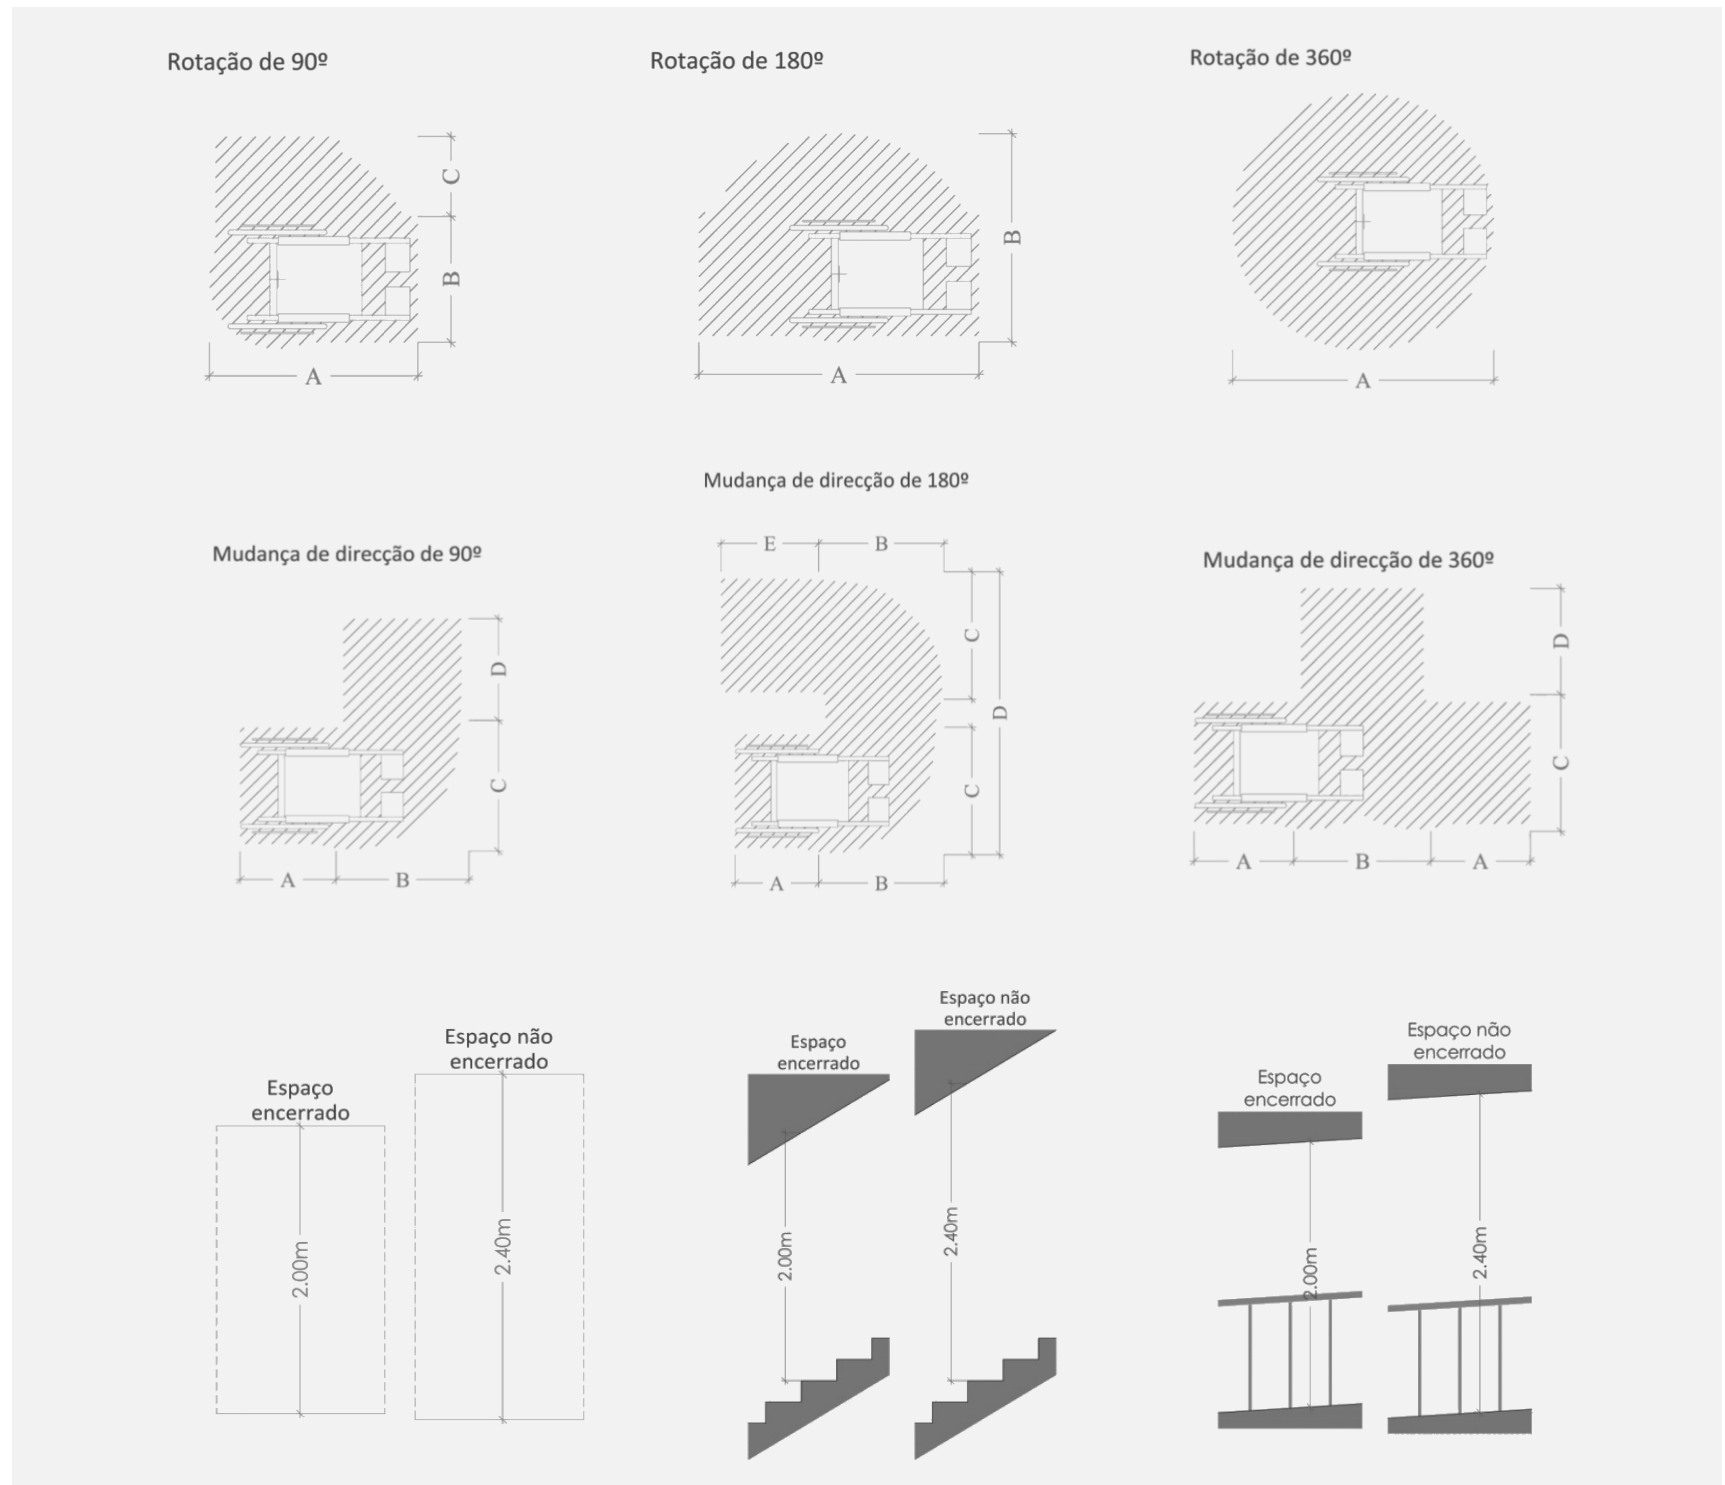 Rotação de 90º
Rotação de 180º
Rotação de 360º
C
B
A
B
A
A
Mudança de direcção de 90º
Mudança de direcção de 180º
Mudança de direcção de 360º
D
C
A
B
E
B
C
D
C
A
B
D
C
A
B
A
Espaço
encerrado
2.00m
Espaço não
encerrado
2.40m
Espaço
encerrado
2.00m
Espaço não
encerrado
2.40m
Espaço
encerrado
2.00m
Espaço não
encerrado
2.40m